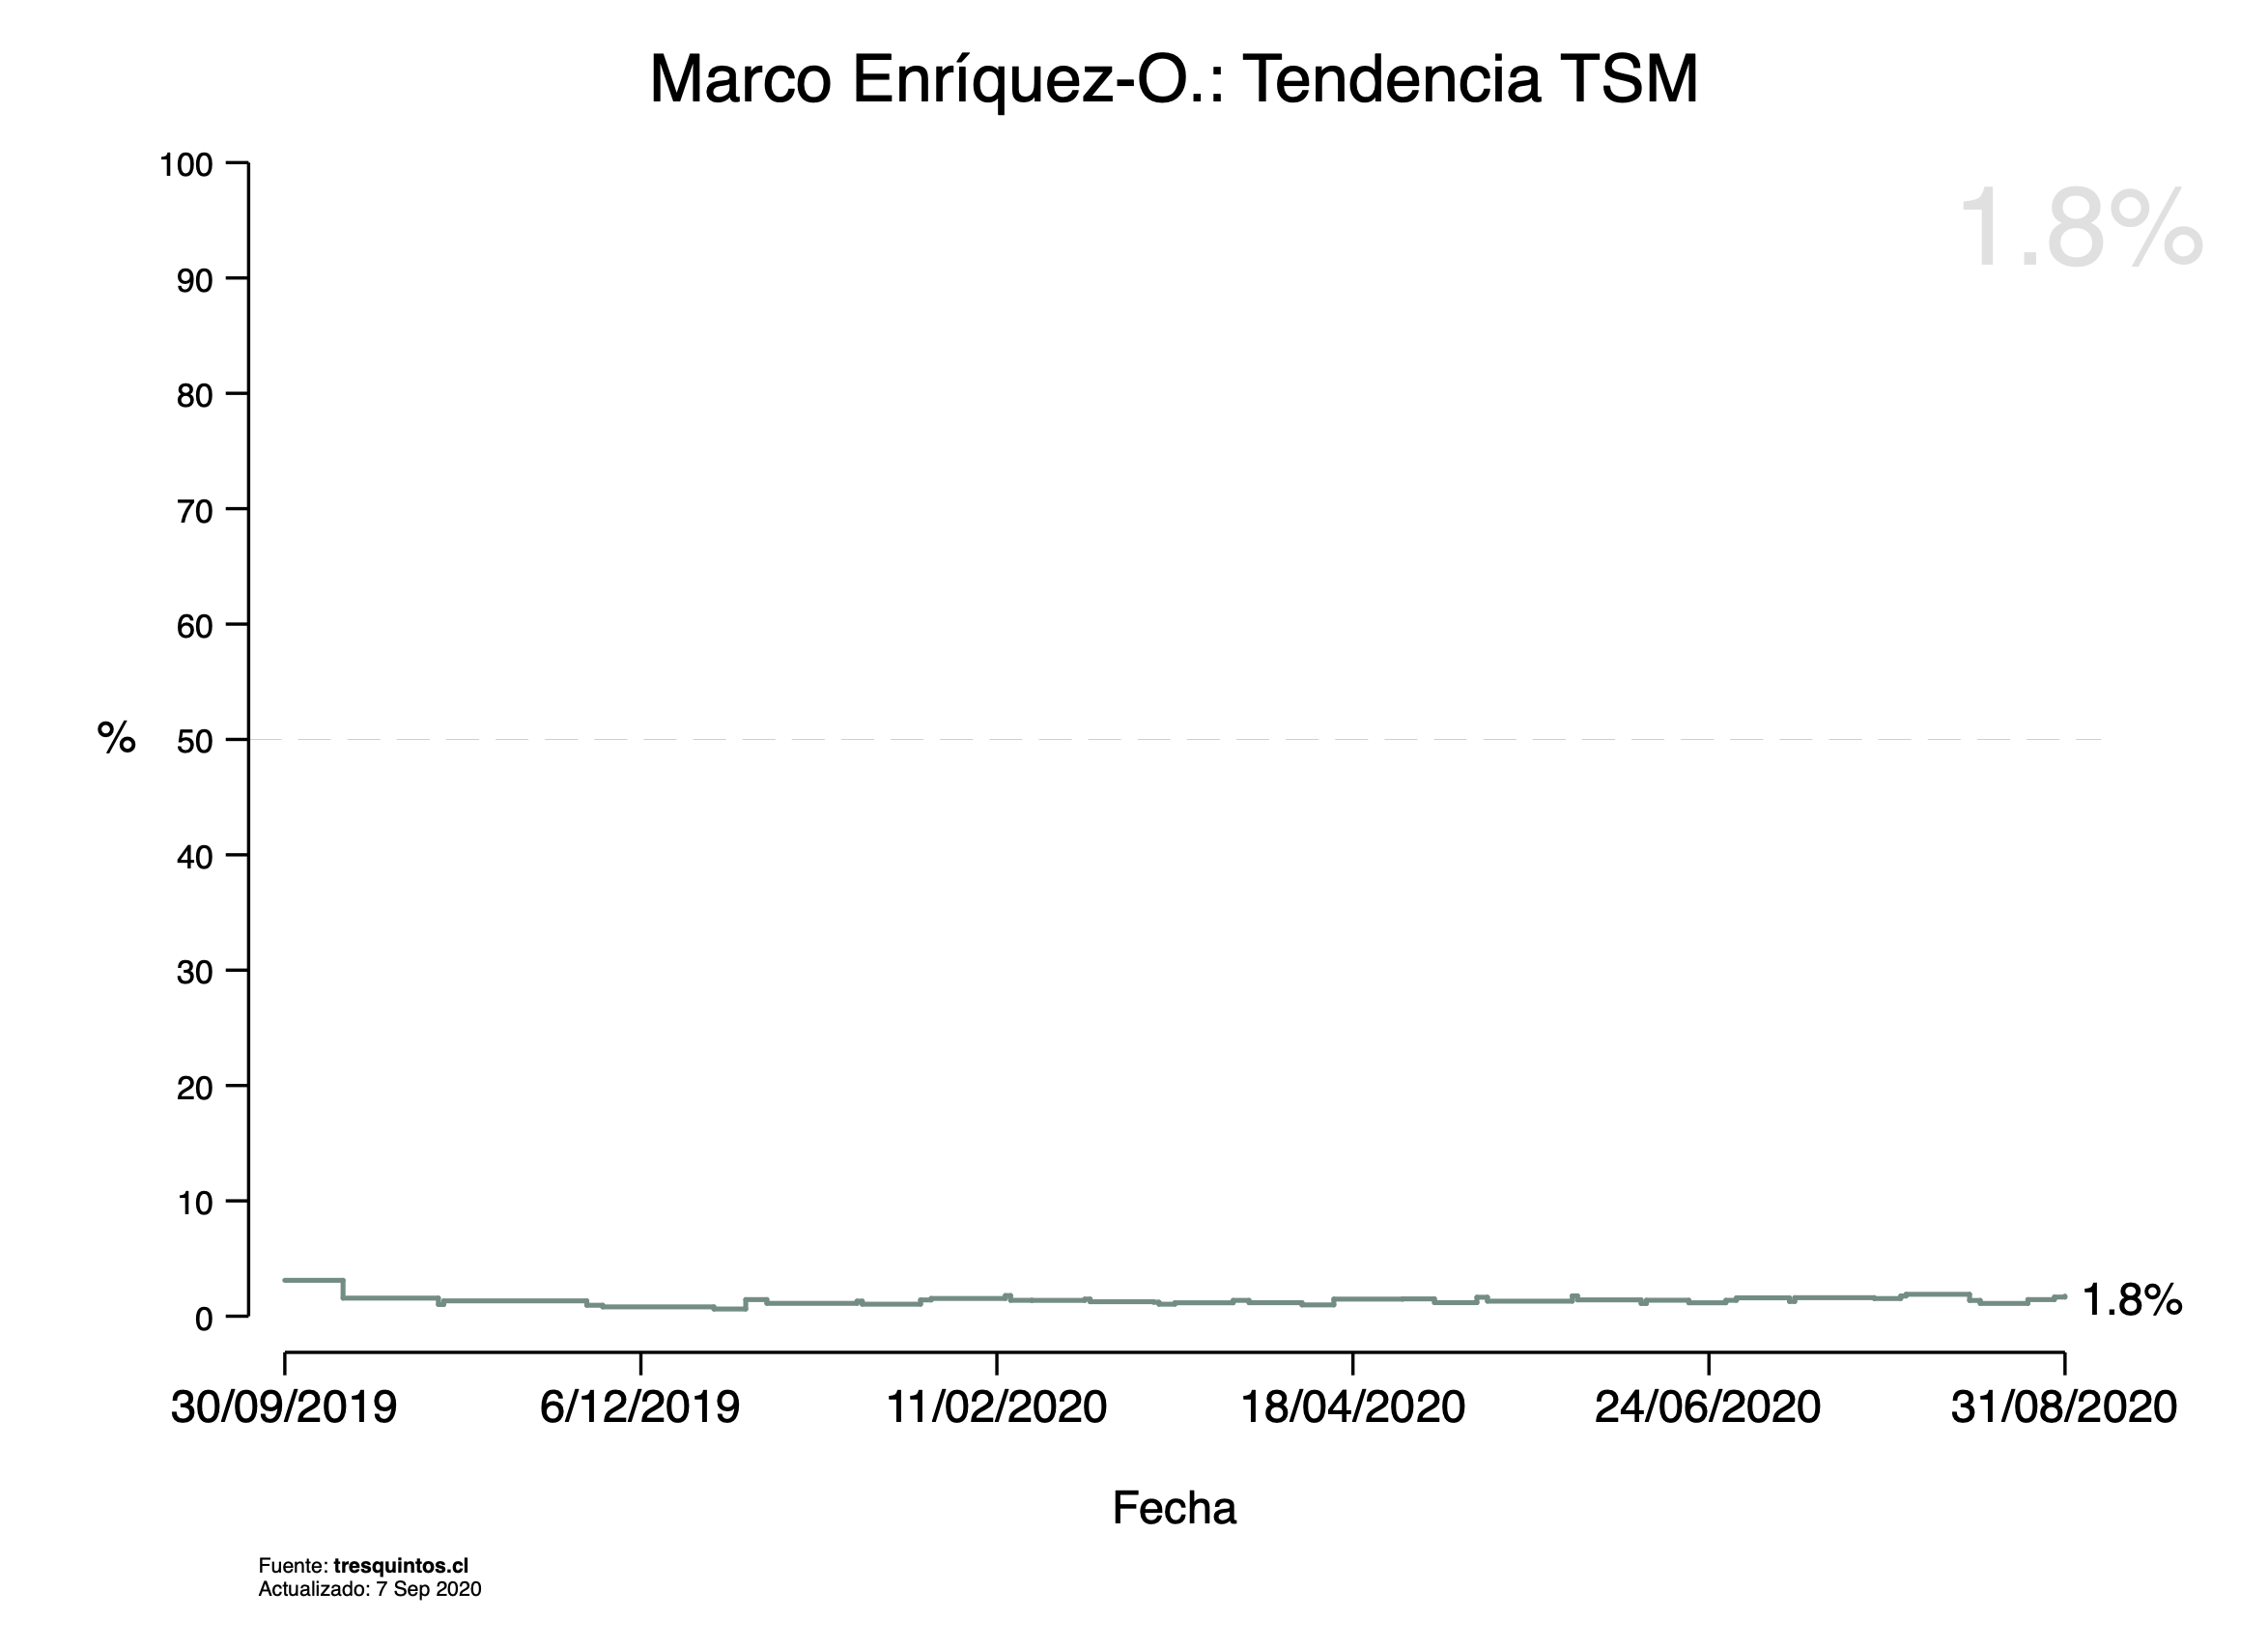 Marco Enríquez-O.: Tendencia TSM
1.8%
100
90
80
70
60
% 50
40
30
20
10
0
1.8%
30/09/2019 6/12/2019 11/02/2020 18/04/2020 24/06/2020 31/08/2020
Fecha
Fuente: tresquintos.cl
Actualizado: 7 Sep 2020